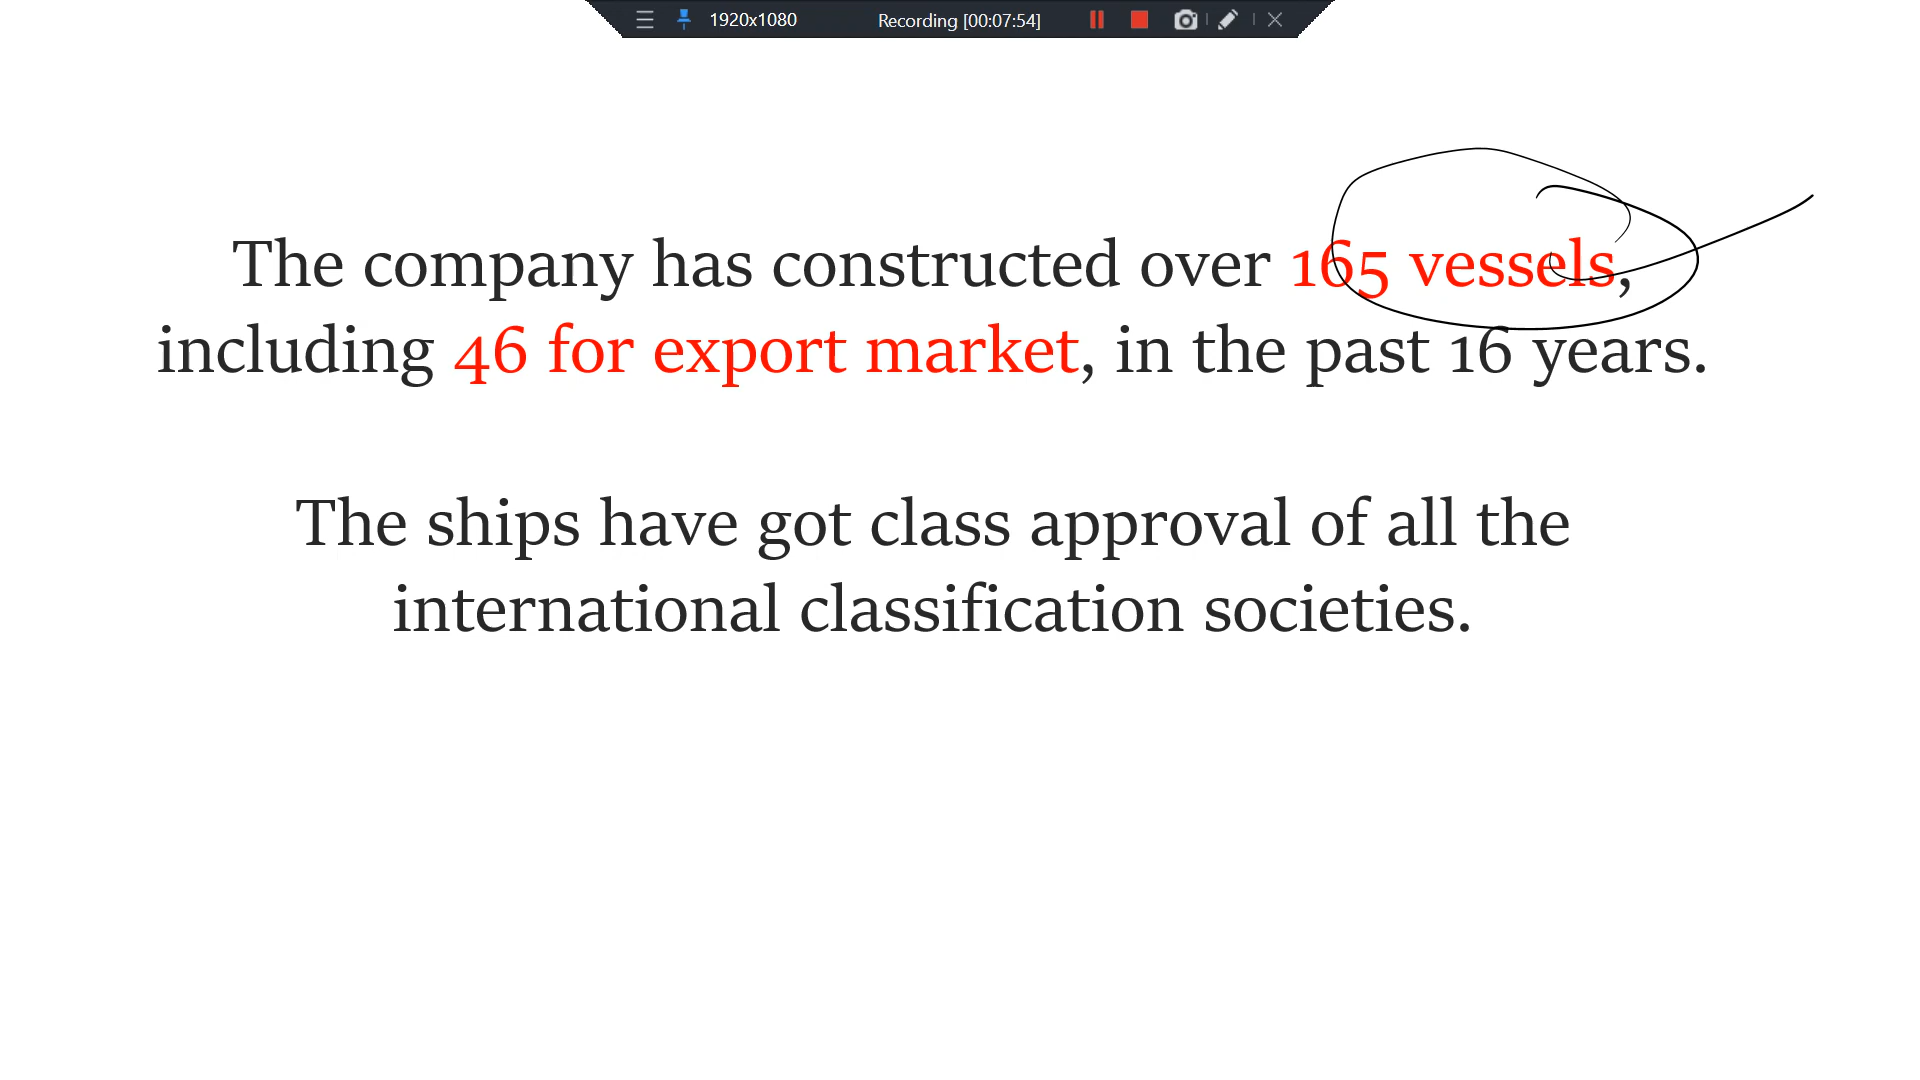 1920x1080 Recording [00:07:54]
The company has constructed over 165 vessels,
including 46 for export market, in the past 16 years.
The ships have got class approval of all the
international classification societies.